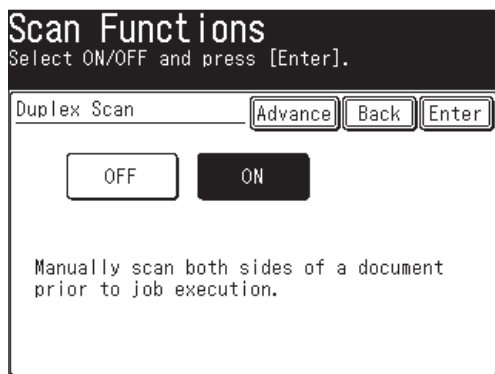 Scan Functions
Select ON/OFF and press [Enter].
Duplex Scan Advance Back Enter
OFF ON
Manually scan both sides of a document
prior to job execution.